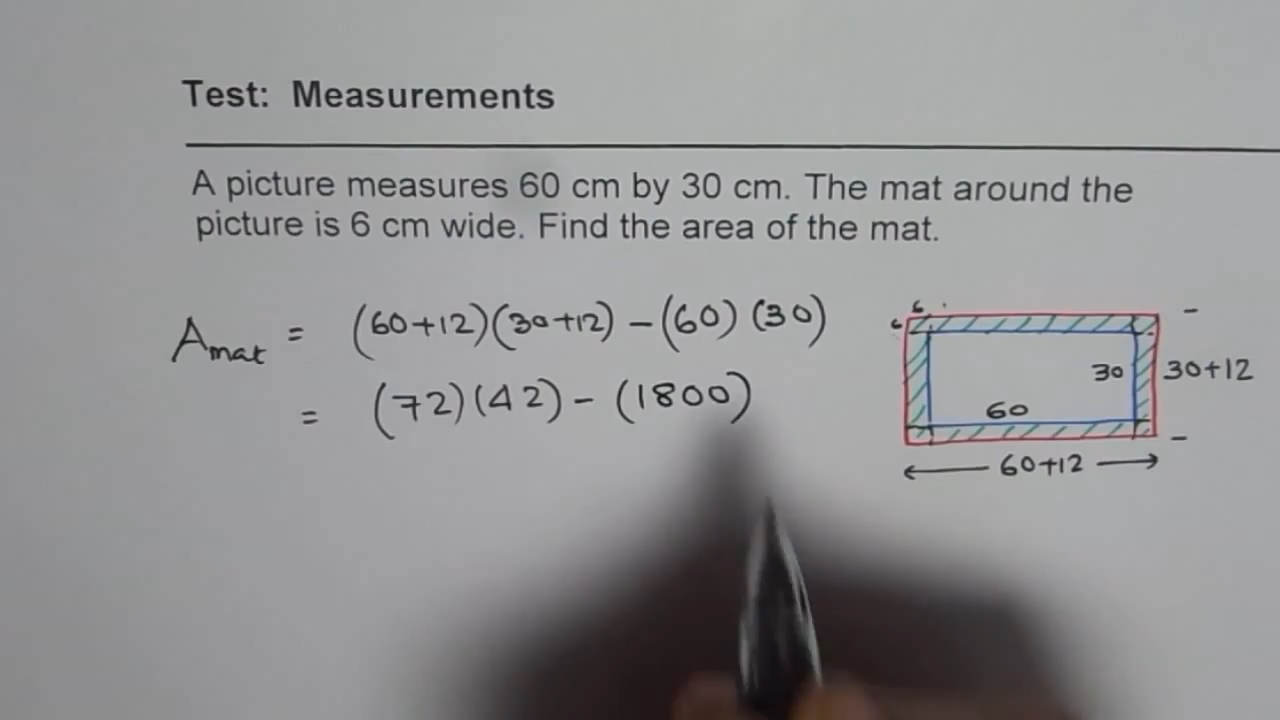 Test: Measurements
A picture measures 60 cm by 30 cm. The mat around the
picture is 6 cm wide. Find the area of the mat.
Amat = (60+12)(30+12) - (60) (30)
= (72)(42) - (1800)
6
6
30
30+12
60
60+12